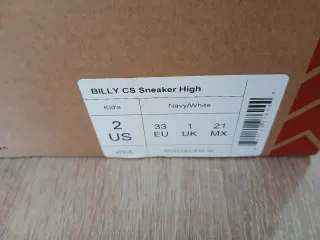 BILLY CS Sneaker High
Kid's Navy/White
2 33 1 21
US EU UK MX